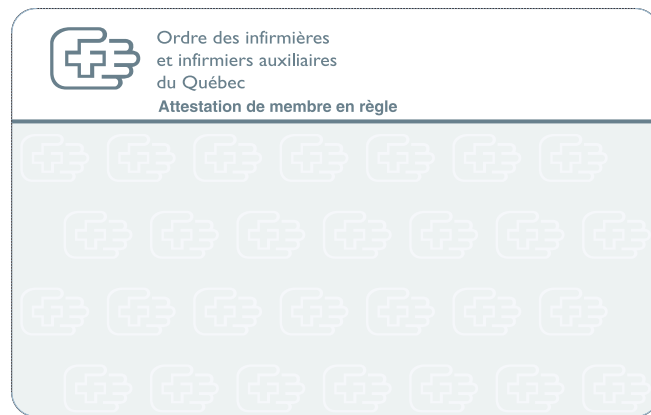 Ordre des infirmières
et infirmiers auxiliaires
du Québec
Attestation de membre en règle